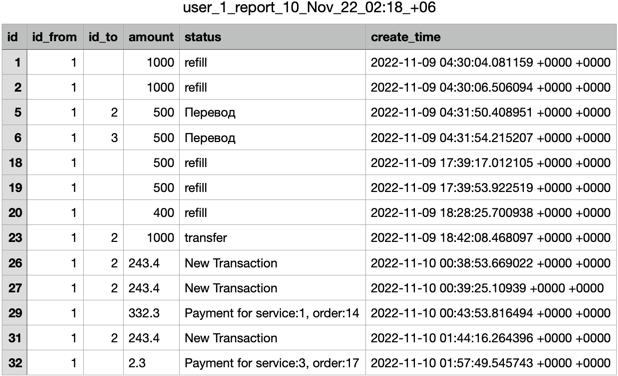 user_1_report_10_Nov_22_02:18_+06
id id_from id_to amount status create_time
1 1 1000 refill 2022-11-09 04:30:04.081159 +0000 +0000
2 1 1000 refill 2022-11-09 04:30:06.506094 +0000 +0000
5 1 2 500 Перевод 2022-11-09 04:31:50.408951 +0000 +0000
6 1 3 500 Перевод 2022-11-09 04:31:54.215207 +0000 +0000
18 1 500 refill 2022-11-09 17:39:17.012105 +0000 +0000
19 1 500 refill 2022-11-09 17:39:53.922519 +0000 +0000
20 1 400 refill 2022-11-09 18:28:25.700938 +0000 +0000
23 1 2 1000 transfer 2022-11-09 18:42:08.468097 +0000 +0000
26 1 2 243.4 New Transaction 2022-11-10 00:38:53.669022 +0000 +0000
27 1 2 243.4 New Transaction 2022-11-10 00:39:25.10939 +0000 +0000
29 1 332.3 Payment for service:1, order:14 2022-11-10 00:43:53.816494 +0000 +0000
31 1 2 243.4 New Transaction 2022-11-10 01:44:16.264396 +0000 +0000
32 1 2.3 Payment for service:3, order:17 2022-11-10 01:57:49.545743 +0000 +0000